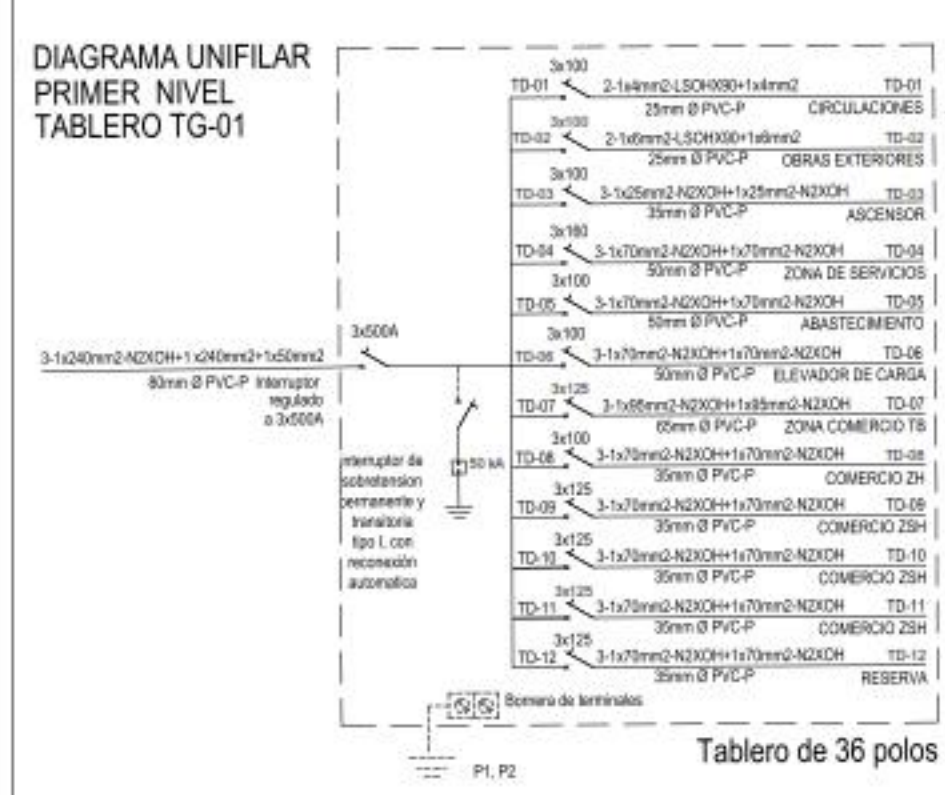 DIAGRAMA UNIFILAR
PRIMER NIVEL
TABLERO TG-01
3x100
TD-01 2-1x4mm2-LSOHX90+1x4mm2 TD-01
25mm Ø PVC-P CIRCULACIONES
3x100
TD-02 2-1x6mm2-LSOHX90+1x6mm2 TD-02
25mm Ø PVC-P OBRAS EXTERIORES
3x100
TD-03 3-1x25mm2-N2XOH+1x25mm2-N2XOH TD-03
35mm Ø PVC-P ASCENSOR
3x160
TD-04 3-1x70mm2-N2XOH+1x70mm2-N2XOH TD-04
50mm Ø PVC-P ZONA DE SERVICIOS
3x100
TD-05 3-1x70mm2-N2XOH+1x70mm2-N2XOH TD-05
50mm Ø PVC-P ABASTECIMIENTO
3x100
TD-06 3-1x70mm2-N2XOH+1x70mm2-N2XOH TD-06
50mm Ø PVC-P ELEVADOR DE CARGA
3x125
TD-07 3-1x95mm2-N2XOH+1x95mm2-N2XOH TD-07
65mm Ø PVC-P ZONA COMERCIO TB
3x100
TD-08 3-1x70mm2-N2XOH+1x70mm2-N2XOH TD-08
35mm Ø PVC-P COMERCIO ZH
3x125
TD-09 3-1x70mm2-N2XOH+1x70mm2-N2XOH TD-09
35mm Ø PVC-P COMERCIO ZSH
3x125
TD-10 3-1x70mm2-N2XOH+1x70mm2-N2XOH TD-10
35mm Ø PVC-P COMERCIO ZSH
3x125
TD-11 3-1x70mm2-N2XOH+1x70mm2-N2XOH TD-11
35mm Ø PVC-P COMERCIO ZSH
3x125
TD-12 3-1x70mm2-N2XOH+1x70mm2-N2XOH TD-12
35mm Ø PVC-P RESERVA
3x500A
3-1x240mm2-N2XOH+1x240mm2+1x50mm2
80mm Ø PVC-P Interruptor
regulado
a 3x500A
nterruptor de
sobretension
permanente y
transitoria
tipo I, con
reconexión
automatica
50 kA
Bornera de terminales
P1, P2
Tablero de 36 polos